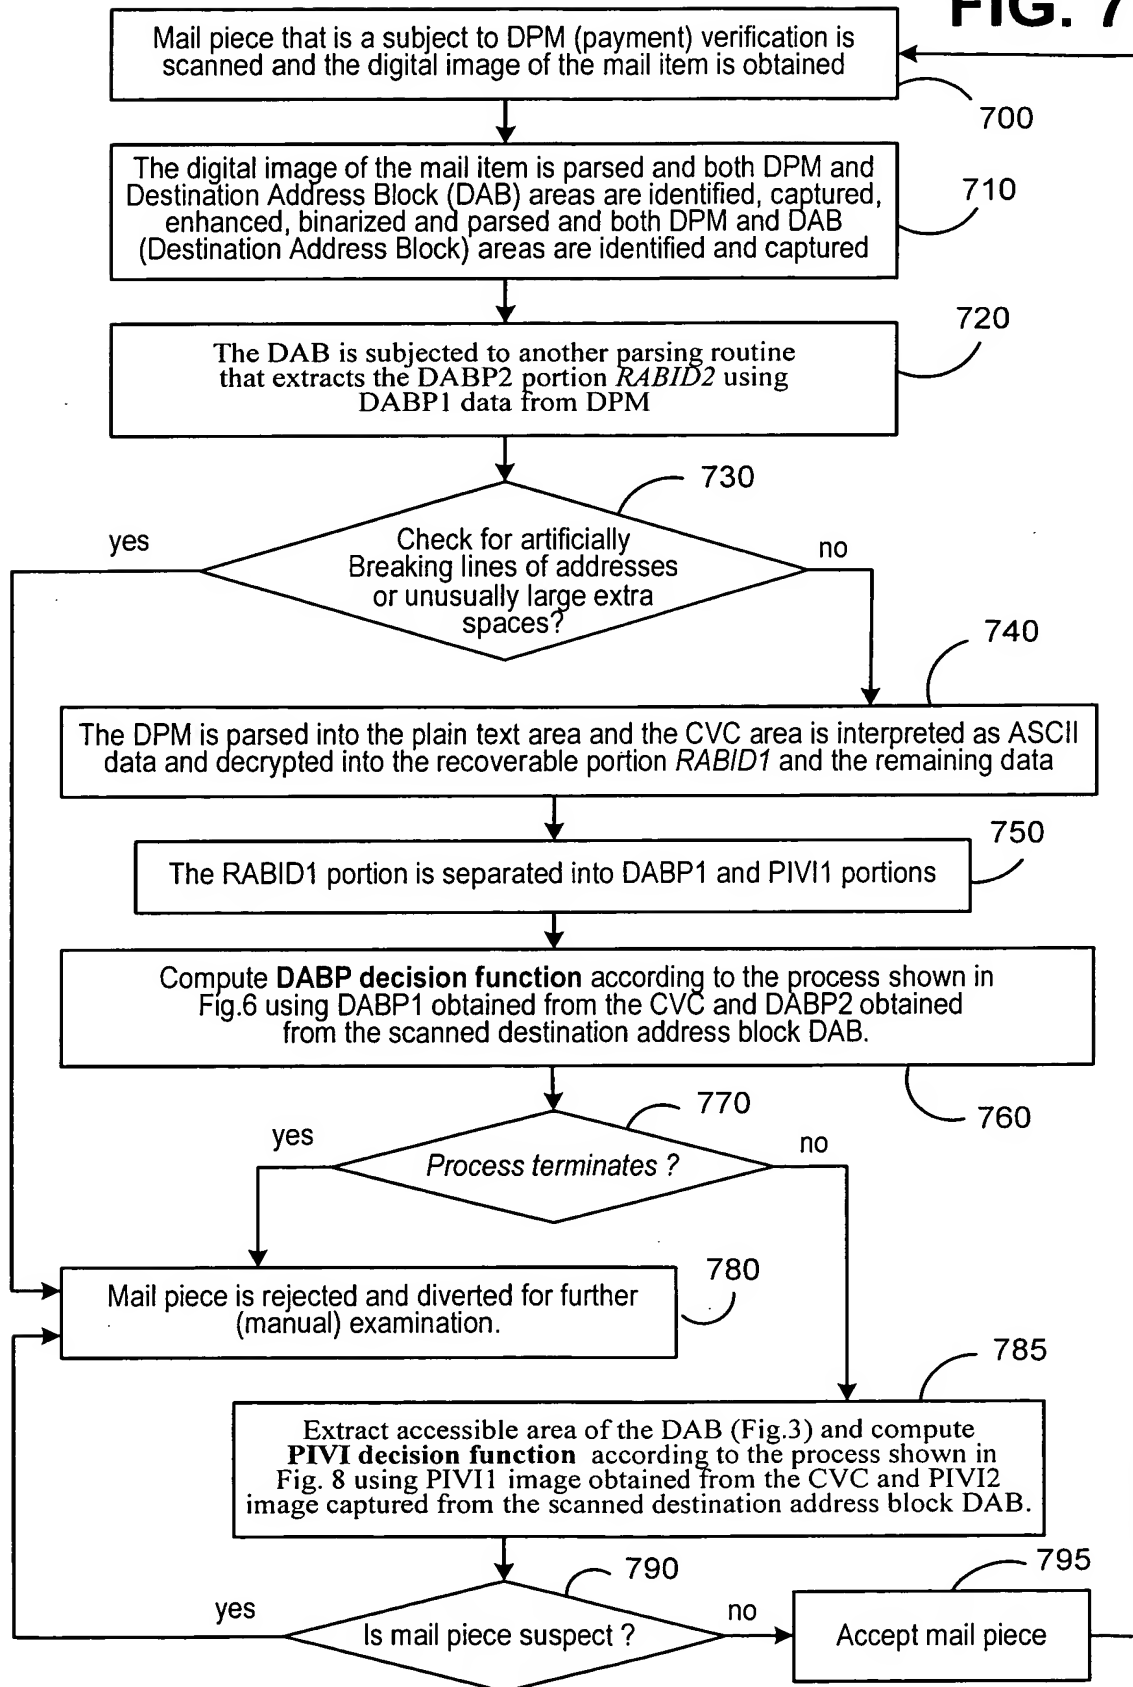 FIG. 7
Mail piece that is a subject to DPM (payment) verification is
scanned and the digital image of the mail item is obtained
700
The digital image of the mail item is parsed and both DPM and
Destination Address Block (DAB) areas are identified, captured,
enhanced, binarized and parsed and both DPM and DAB
(Destination Address Block) areas are identified and captured
710
720
The DAB is subjected to another parsing routine
that extracts the DABP2 portion RABID2 using
DABP1 data from DPM
730
yes
no
Check for artificially
Breaking lines of addresses
or unusually large extra
spaces?
740
The DPM is parsed into the plain text area and the CVC area is interpreted as ASCII
data and decrypted into the recoverable portion RABID1 and the remaining data
750
The RABID1 portion is separated into DABP1 and PIVI1 portions
Compute DABP decision function according to the process shown in
Fig.6 using DABP1 obtained from the CVC and DABP2 obtained
from the scanned destination address block DAB.
760
770
yes
no
Process terminates ?
780
Mail piece is rejected and diverted for further
(manual) examination.
785
Extract accessible area of the DAB (Fig.3) and compute
PIVI decision function according to the process shown in
Fig. 8 using PIVI1 image obtained from the CVC and PIVI2
image captured from the scanned destination address block DAB.
790
795
yes
no
Is mail piece suspect ?
Accept mail piece